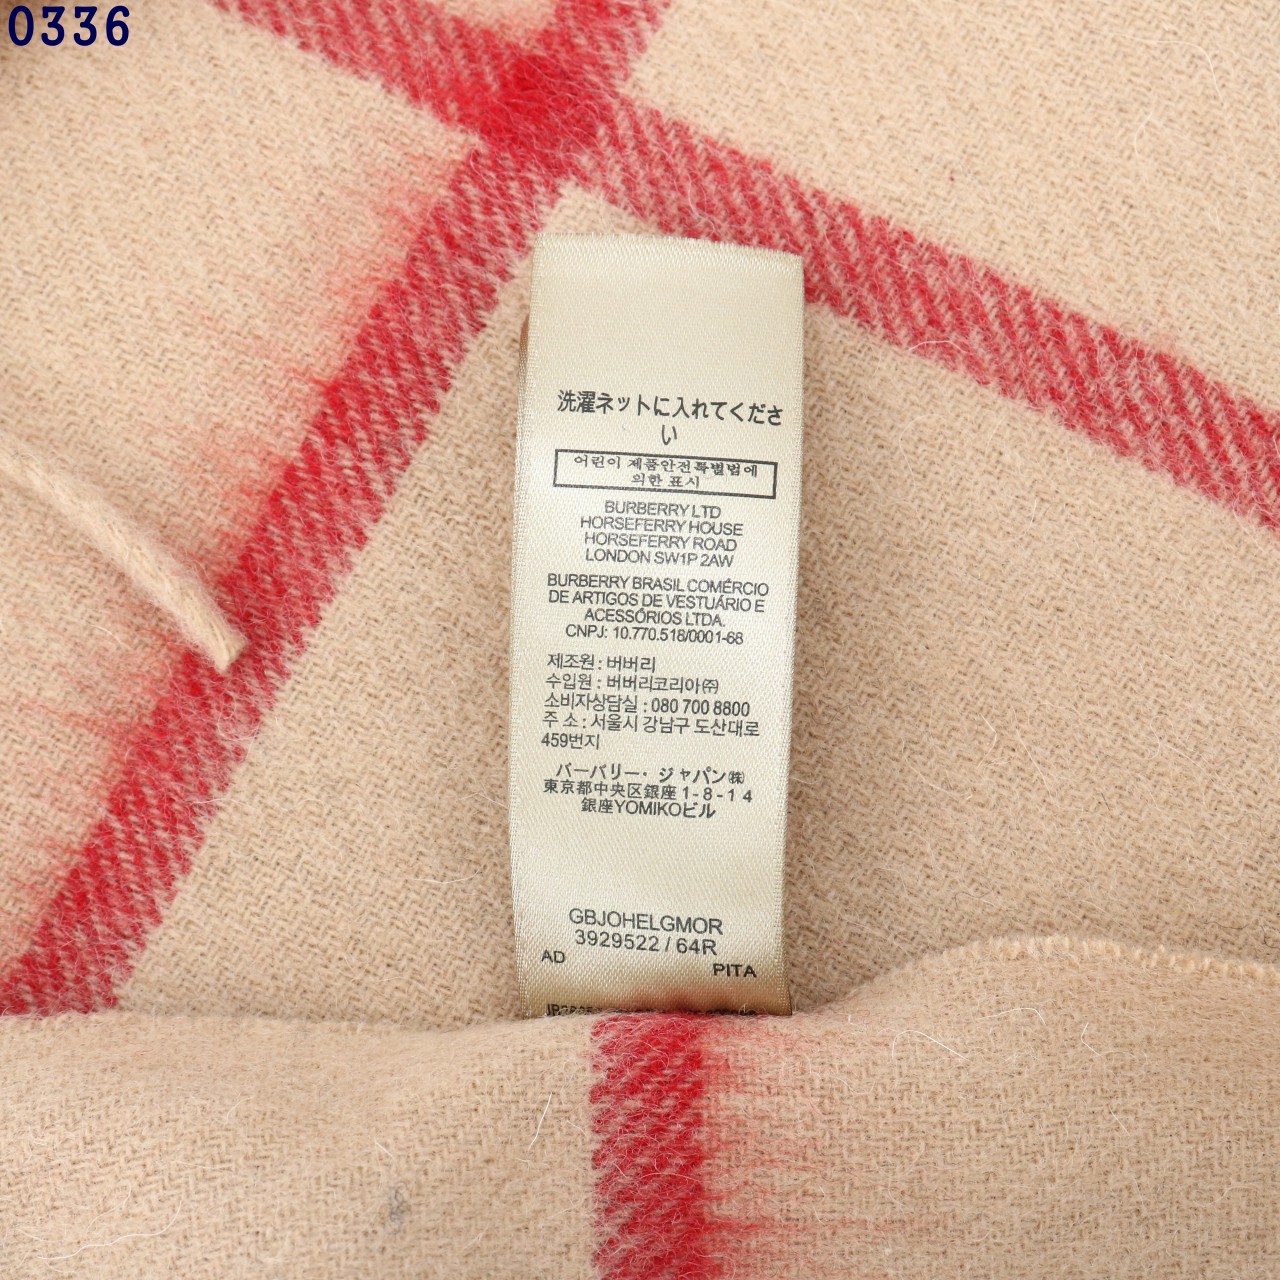 0336
洗濯ネットに入れてくださ
い
어린이 제품안전특별법에
의한 표시
BURBERRY LTD
HORSEFERRY HOUSE
HORSEFERRY ROAD
LONDON SW1P 2AW
BURBERRY BRASIL COMÉRCIO
DE ARTIGOS DE VESTUÁRIO E
ACESSÓRIOS LTDA.
CNPJ: 10.770.518/0001-68
제조원 : 버버리
수입원 : 버버리코리아㈜
소비자상담실 : 080 700 8800
주 소 : 서울시 강남구 도산대로
459번지
バーバリー・ジャパン㈱
東京都中央区銀座 1 - 8 - 1 4
銀座YOMIKOビル
GBJOHELGMOR
3929522 / 64R
AD
PITA